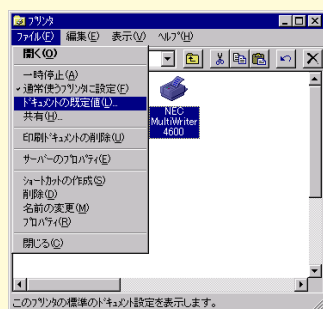 プリンタ
ファイル(F) 編集(E) 表示(V) ヘルプ(H)
開く(O)
一時停止(A)
通常使うプリンタに設定(F)
ドキュメントの既定値(L)...
共有(H)...
印刷ドキュメントの削除(U)
サーバーのプロパティ(E)
ショートカットの作成(S)
削除(D)
名前の変更(M)
プロパティ(R)
閉じる(C)
NEC
MultiWriter
4600
このプリンタの標準のドキュメント設定を表示します。